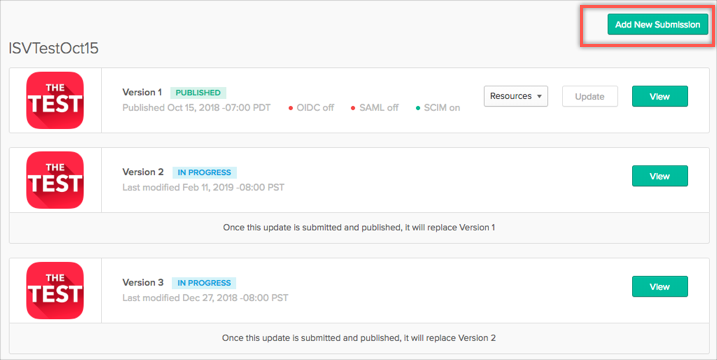 Add New Submission
ISVTestOct15
THE
TEST
Version 1 PUBLISHED
Published Oct 15, 2018 -07:00 PDT OIDC off SAML off SCIM on
Resources Update View
THE
TEST
Version 2 IN PROGRESS
Last modified Feb 11, 2019 -08:00 PST
View
Once this update is submitted and published, it will replace Version 1
THE
TEST
Version 3 IN PROGRESS
Last modified Dec 27, 2018 -08:00 PST
View
Once this update is submitted and published, it will replace Version 2